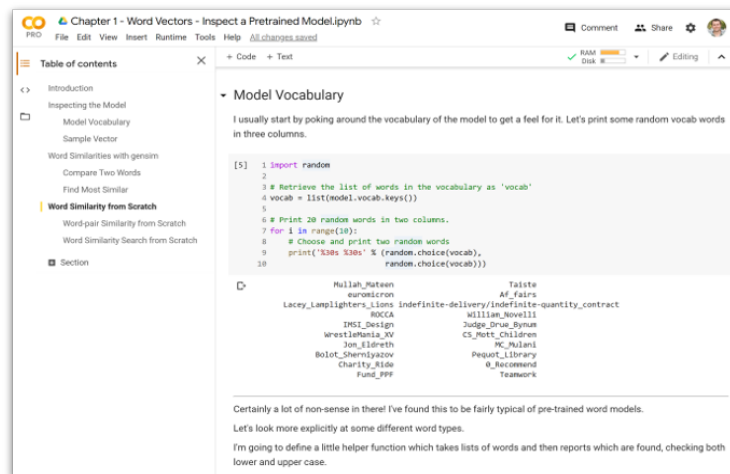 CO
PRO
Chapter 1 - Word Vectors - Inspect a Pretrained Model.ipynb
Comment
Share
File Edit View Insert Runtime Tools Help All changes saved
Table of contents
Introduction
Inspecting the Model
Model Vocabulary
Sample Vector
Word Similarities with gensim
Compare Two Words
Find Most Similar
Word Similarity from Scratch
Word-pair Similarity from Scratch
Word Similarity Search from Scratch
Section
+ Code + Text
RAM
Disk
Editing
Model Vocabulary
I usually start by poking around the vocabulary of the model to get a feel for it. Let's print some random vocab words
in three columns.
[5] 1 import random
2
3 # Retrieve the list of words in the vocabulary as 'vocab'
4 vocab = list(model.vocab.keys())
5
6 # Print 20 random words in two columns.
7 for i in range(10):
8 # Choose and print two random words
9 print('%30s %30s' % (random.choice(vocab),
10 random.choice(vocab)))
Mullah_Mateen Taiste
euromicron Af_fairs
Lacey_Lamplighters_Lions indefinite-delivery/indefinite-quantity_contract
ROCCA William_Novelli
IMSI_Design Judge_Drue_Bynum
WrestleMania_XV CS_Mott_Children
Jon_Eldreth MC_Mulani
Bolot_Sherniyazov Pequot_Library
Charity_Ride 0_Recommend
Fund_PPF Teamwork
Certainly a lot of non-sense in there! I've found this to be fairly typical of pre-trained word models.
Let's look more explicitly at some different word types.
I'm going to define a little helper function which takes lists of words and then reports which are found, checking both
lower and upper case.